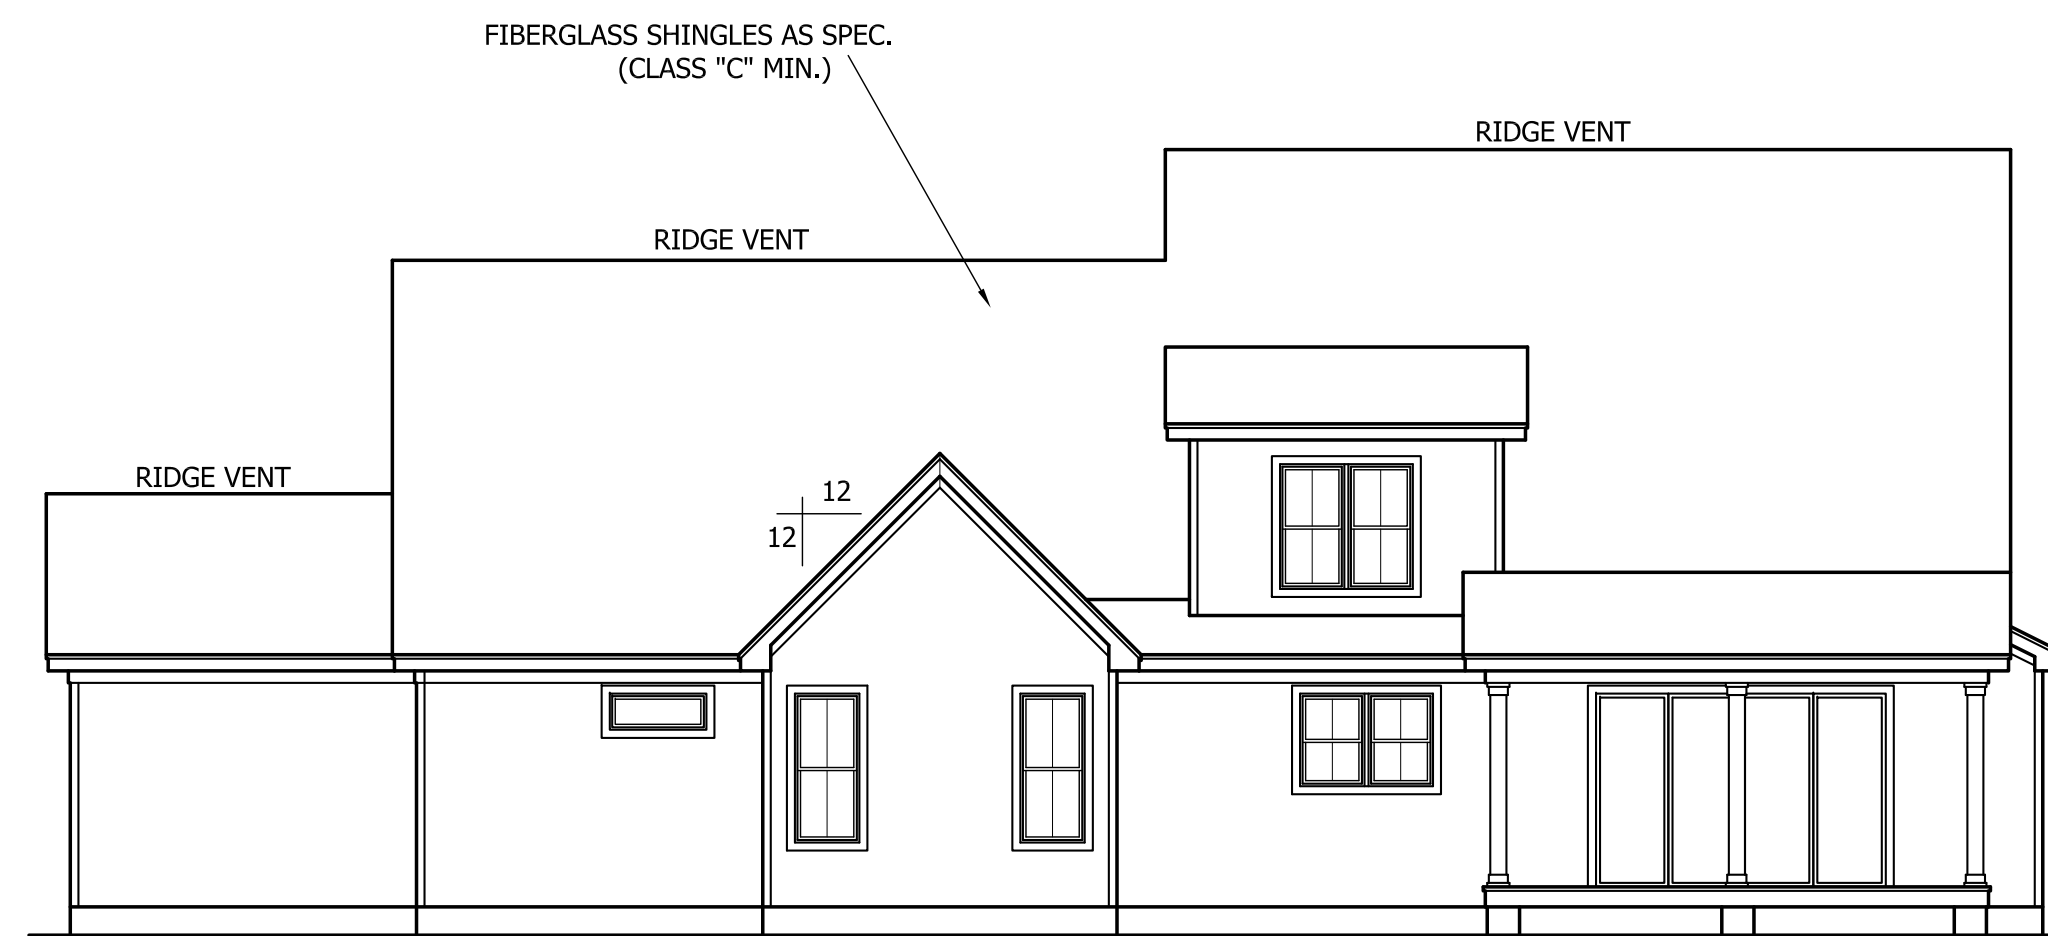 FIBERGLASS SHINGLES AS SPEC.
(CLASS "C" MIN.)
RIDGE VENT
RIDGE VENT
RIDGE VENT
12
12